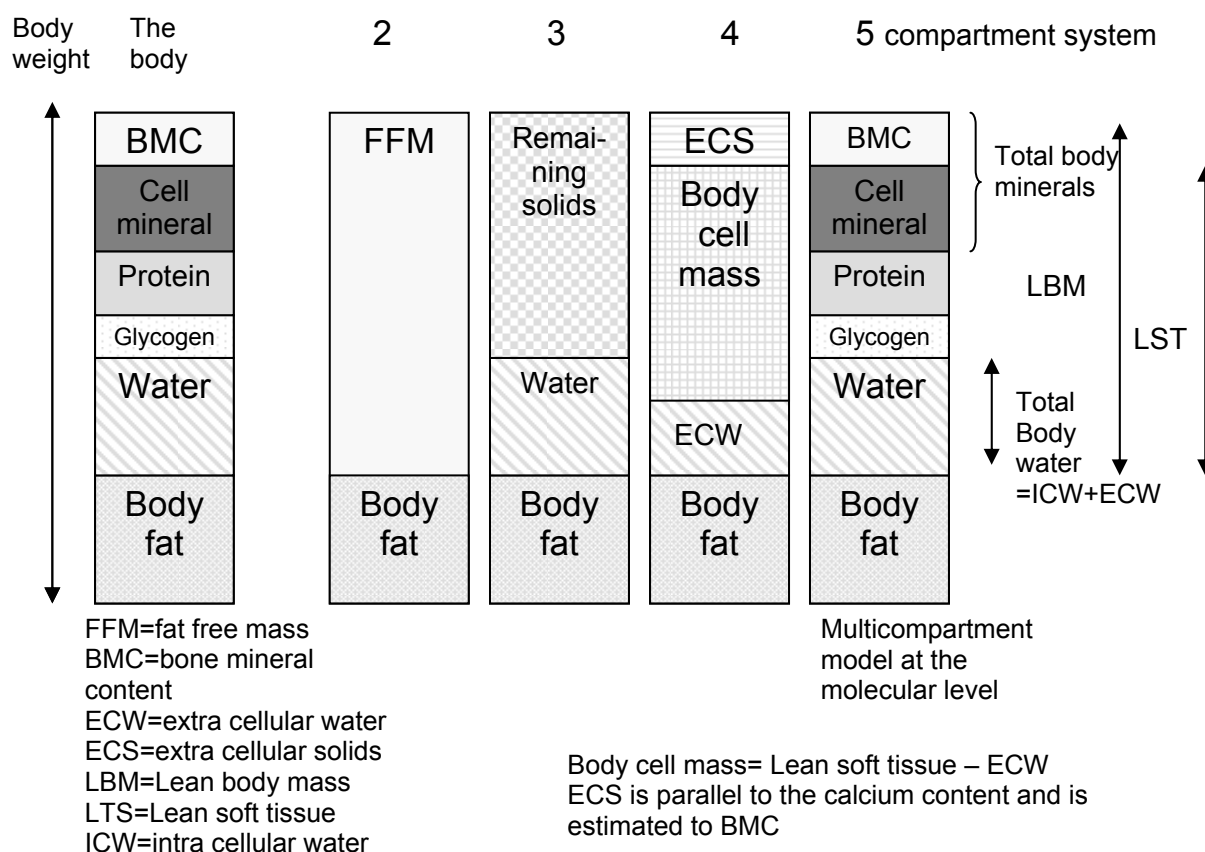 Body
weight
The
body
2
3
4
5 compartment system
BMC
Cell
mineral
Protein
Glycogen
Water
Body
fat
FFM
Body
fat
Remai-
ning
solids
Water
Body
fat
ECS
Body
cell
mass
ECW
Body
fat
BMC
Cell
mineral
Protein
Glycogen
Water
Body
fat
Total body
minerals
LBM
LST
Total
Body
water
=ICW+ECW
FFM=fat free mass
BMC=bone mineral
content
ECW=extra cellular water
ECS=extra cellular solids
LBM=Lean body mass
LTS=Lean soft tissue
ICW=intra cellular water
Multicompartment
model at the
molecular level
Body cell mass= Lean soft tissue – ECW
ECS is parallel to the calcium content and is
estimated to BMC